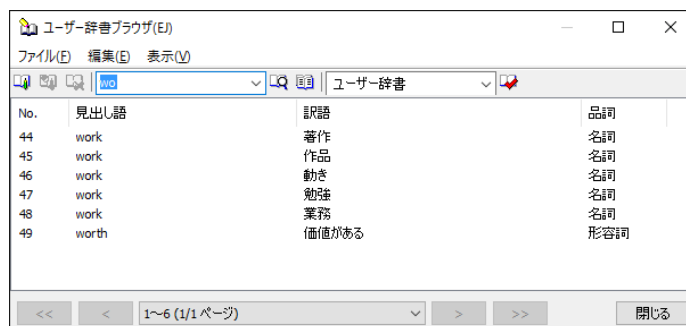 ユーザー辞書ブラウザ(EJ)
ファイル(F) 編集(E) 表示(V)
wo ユーザー辞書
No. 見出し語 訳語 品詞
44 work 著作 名詞
45 work 作品 名詞
46 work 動き 名詞
47 work 勉強 名詞
48 work 業務 名詞
49 worth 価値がある 形容詞
<< < 1～6 (1/1 ページ) > >> 閉じる